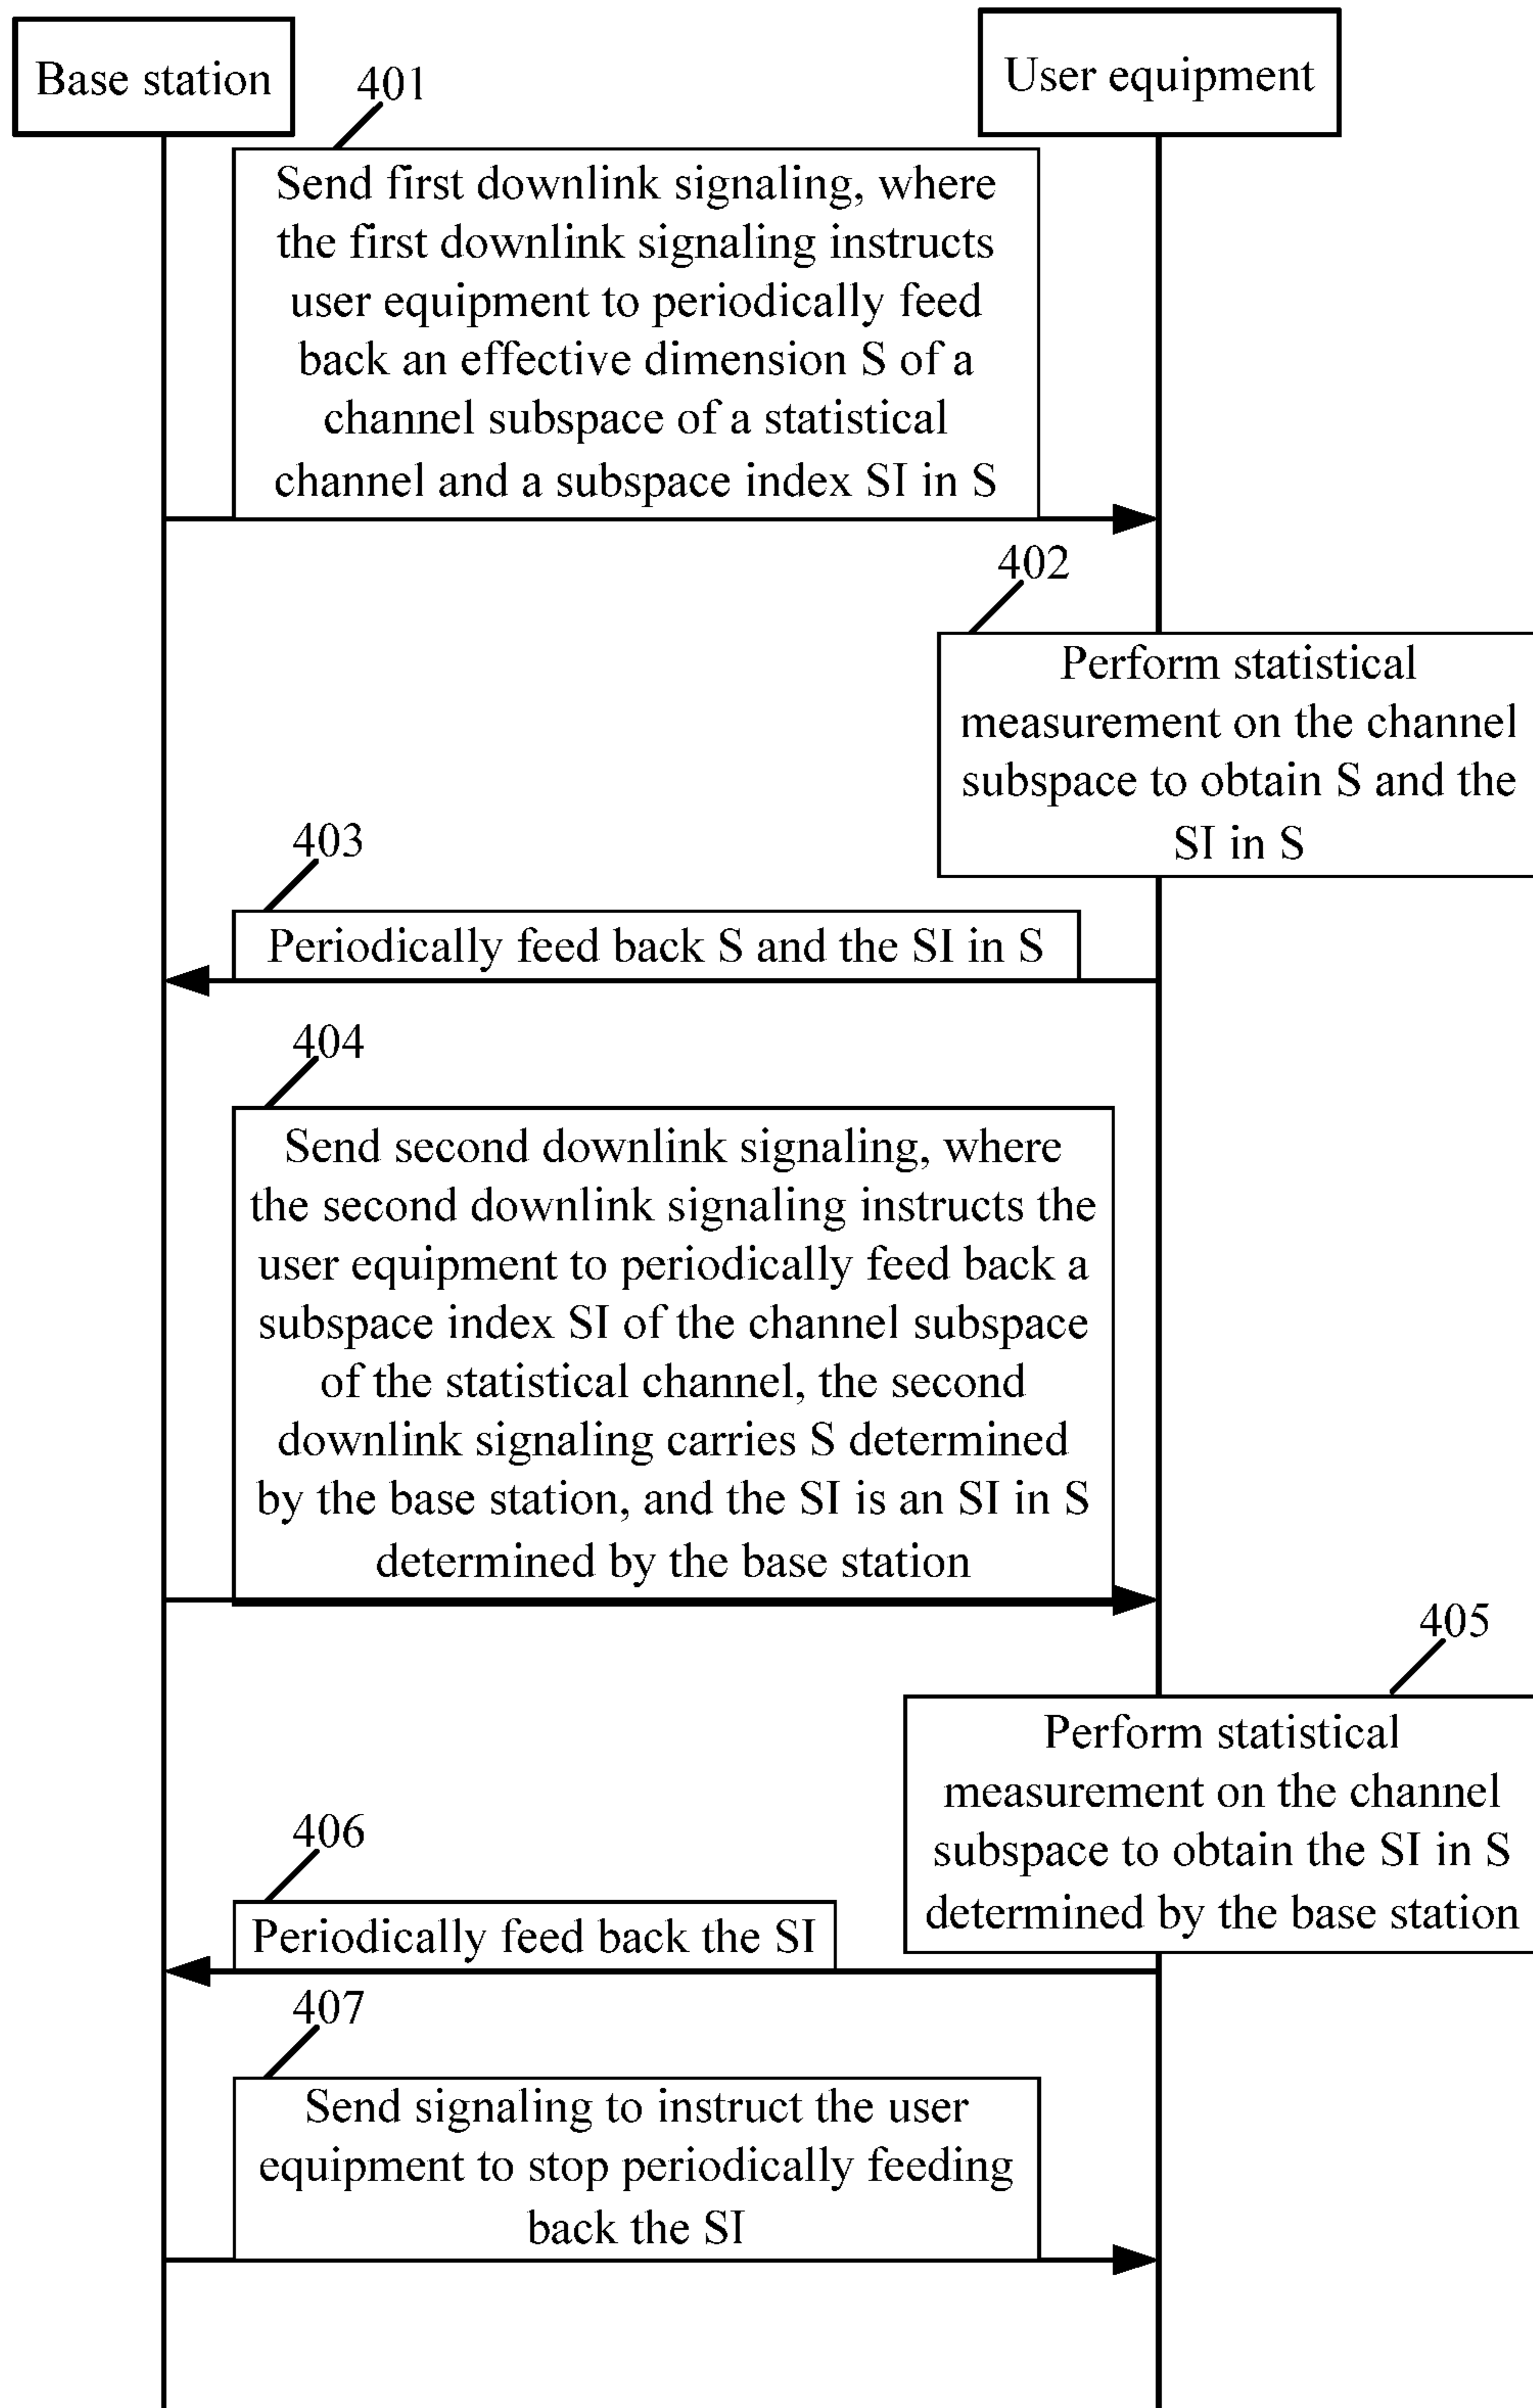 Base station
User equipment
401
Send first downlink signaling, where
the first downlink signaling instructs
user equipment to periodically feed
back an effective dimension S of a
channel subspace of a statistical
channel and a subspace index SI in S
402
Perform statistical
measurement on the channel
subspace to obtain S and the
SI in S
403
Periodically feed back S and the SI in S
404
Send second downlink signaling, where
the second downlink signaling instructs the
user equipment to periodically feed back a
subspace index SI of the channel subspace
of the statistical channel, the second
downlink signaling carries S determined
by the base station, and the SI is an SI in S
determined by the base station
405
Perform statistical
measurement on the channel
subspace to obtain the SI in S
determined by the base station
406
Periodically feed back the SI
407
Send signaling to instruct the user
equipment to stop periodically feeding
back the SI